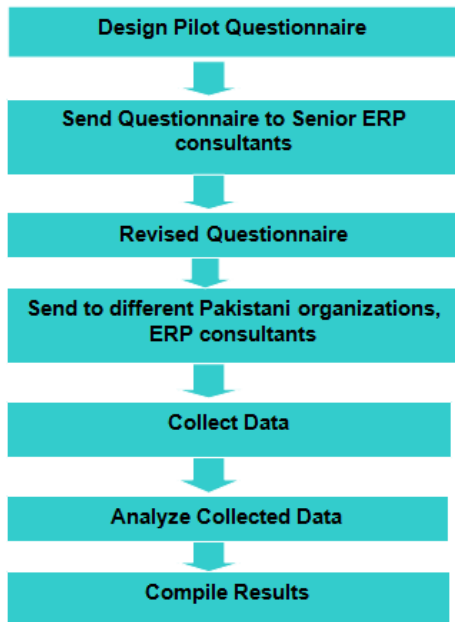 Design Pilot Questionnaire
Send Questionnaire to Senior ERP
consultants
Revised Questionnaire
Send to different Pakistani organizations,
ERP consultants
Collect Data
Analyze Collected Data
Compile Results